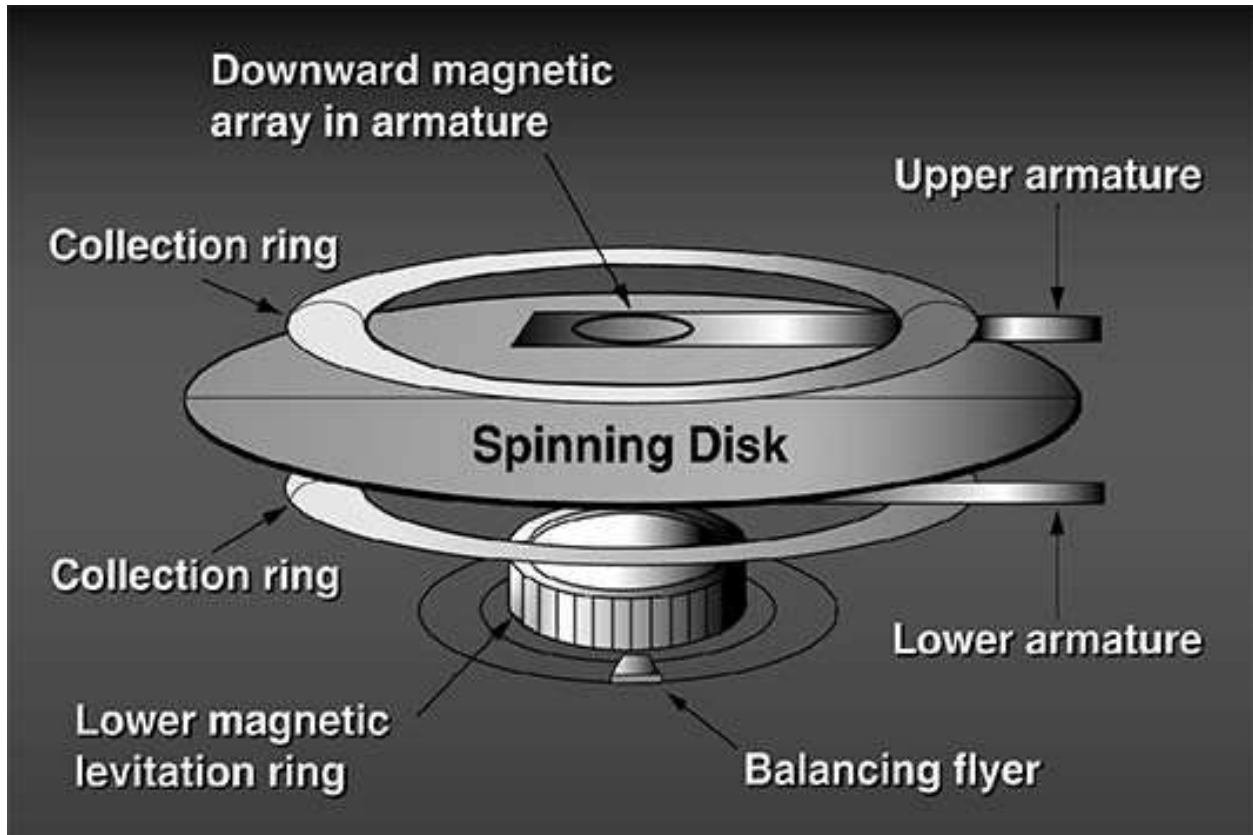 Downward magnetic
array in armature
Upper armature
Collection ring
Spinning Disk
Collection ring
Lower armature
Lower magnetic
levitation ring
Balancing flyer